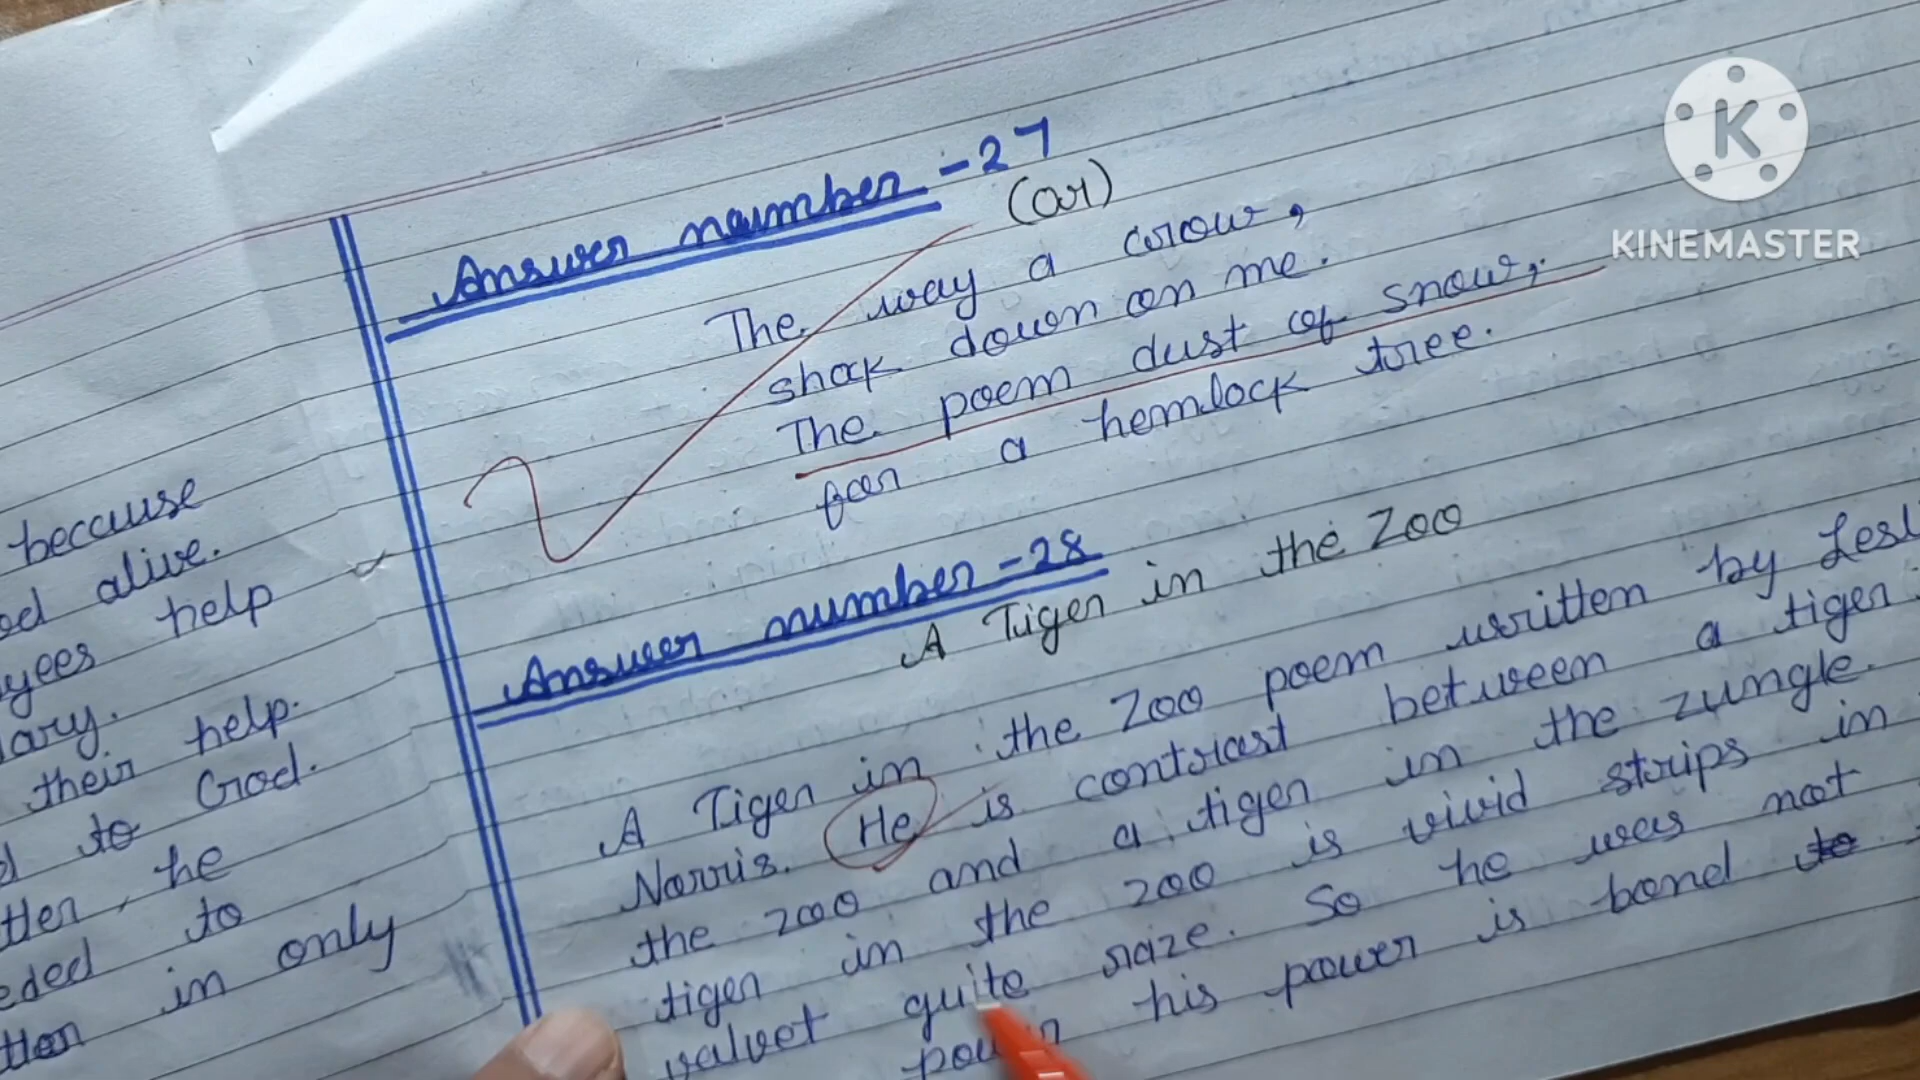 because
alive.
help
their help.
to God.
he
to
in only
Answer number - 27
(or)
The way a crow,
shok down on me.
The poem dust of snow,
for a hemlock tree.
Answer number - 28
A Tiger in the Zoo
A Tiger in the Zoo poem written by
Norris. He is contrast between a tiger
the zoo and a tiger in the zungle.
tiger in the zoo is vivid strips in
valvet quite raize. So he was not
his power is bond to
K
KINEMASTER